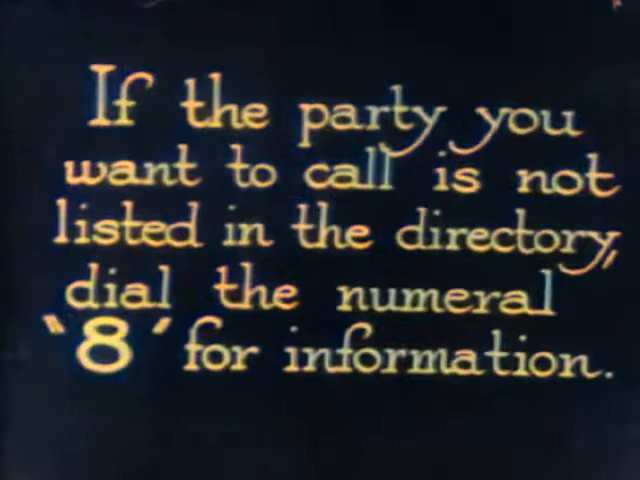 If the party you
want to call is not
listed in the directory,
dial the numeral
"8" for information.